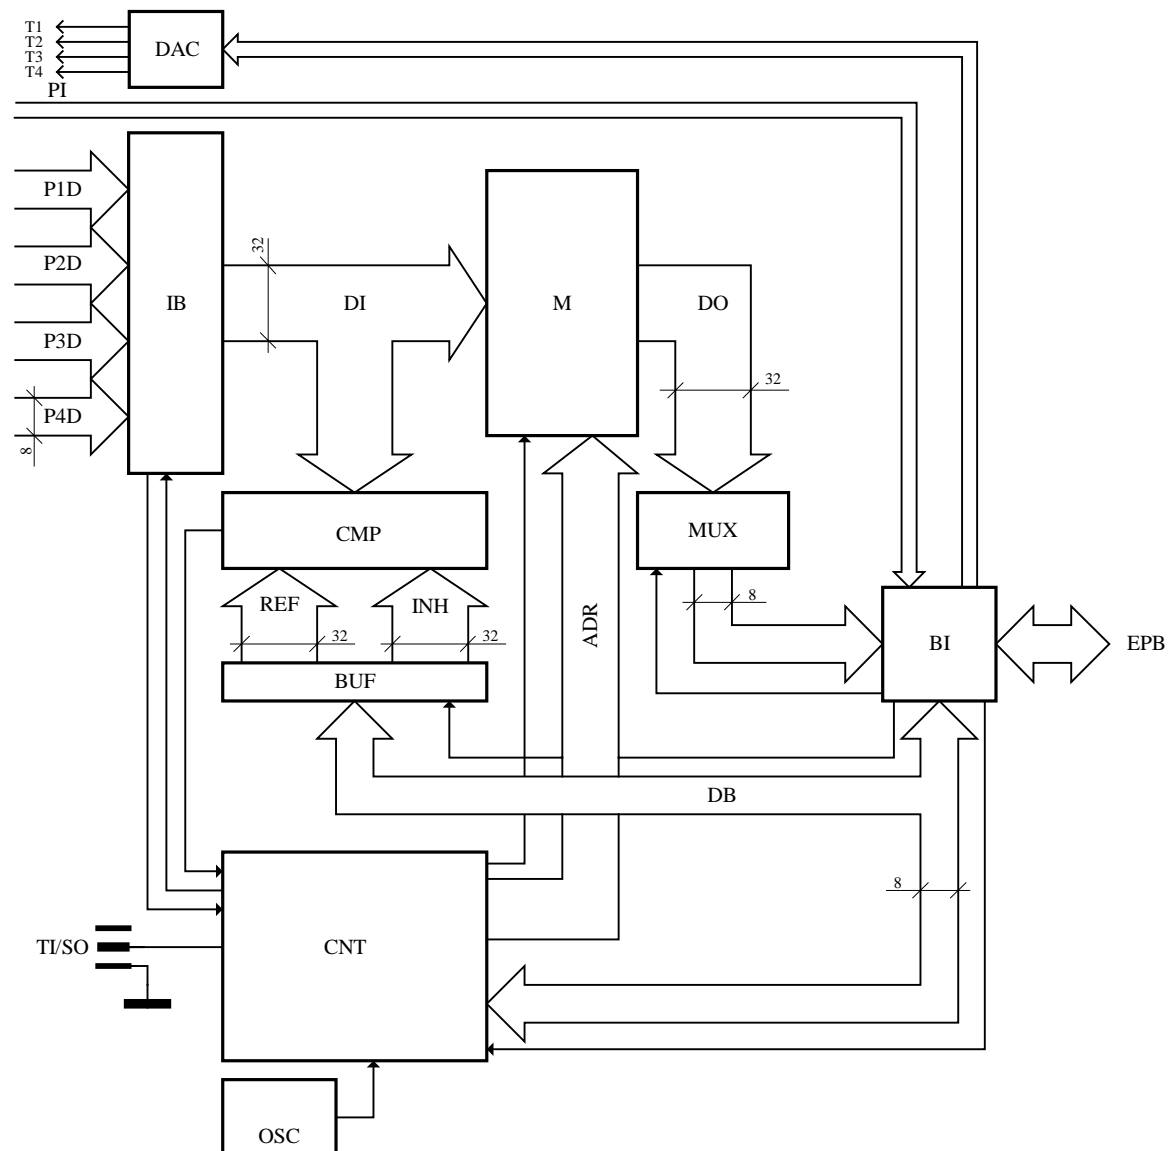 T1
T2
T3
T4
DAC
PI
P1D
P2D
P3D
P4D
8
IB
32
DI
M
DO
32
CMP
MUX
REF
INH
32
32
ADR
8
BUF
BI
EPB
DB
8
TI/SO
CNT
OSC